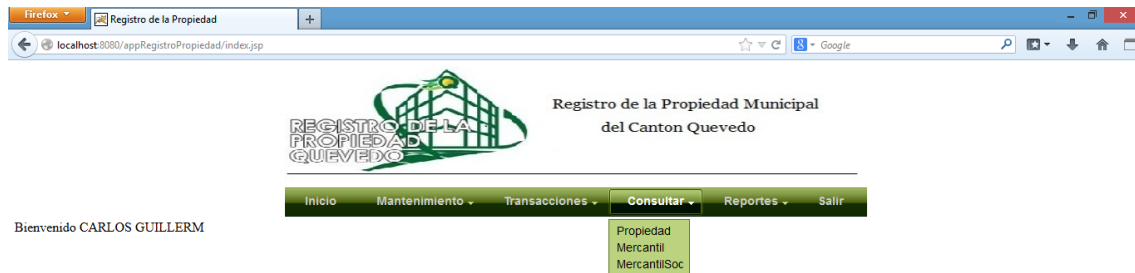 Firefox
Registro de la Propiedad
localhost:8080/appRegistroPropiedad/index.jsp
Google
REGISTRO DE LA
PROPIEDAD
QUEVEDO
Registro de la Propiedad Municipal
del Canton Quevedo
Inicio Mantenimiento Transacciones Consultar Reportes Salir
Bienvenido CARLOS GUILLERM
Propiedad
Mercantil
MercantilSoc